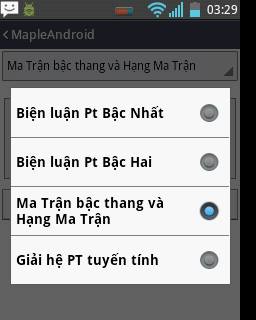 03:29
MapleAndroid
Ma Trận bậc thang và Hạng Ma Trận
Biện luận Pt Bậc Nhất
Biện luận Pt Bậc Hai
Ma Trận bậc thang và
Hạng Ma Trận
Giải hệ PT tuyến tính